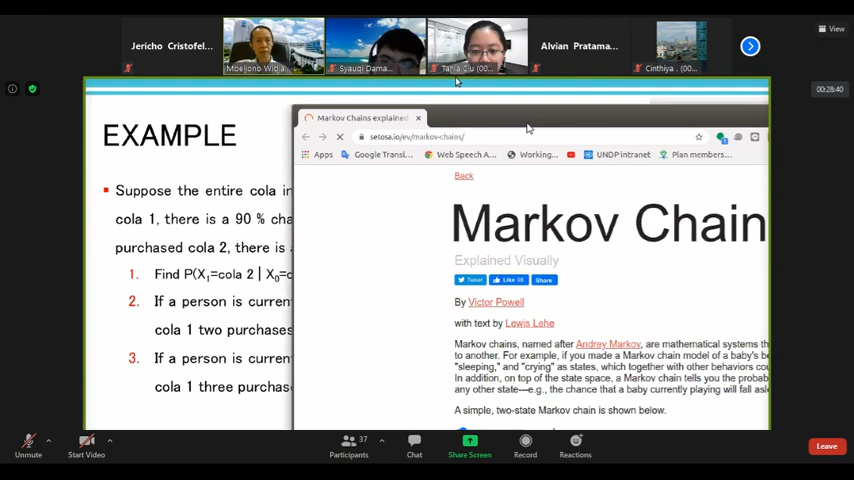 Jericho Cristofel...
Moeljono Widja
Syauqi Dama...
Tania Ciu (00...
Alvian Pratama...
Cinthiya . (00...
View
00:28:40
EXAMPLE
Suppose the entire cola in
cola 1, there is a 90 % cha
purchased cola 2, there is
1. Find P(X1=cola 2 | X0=c
2. If a person is current
cola 1 two purchases
3. If a person is current
cola 1 three purchas
Markov Chains explained
setosa.io/ev/markov-chains/
Apps
Google Transl...
Web Speech A...
Working...
UNDP intranet
Plan members...
Back
Markov Chain
Explained Visually
Tweet
Like 98
Share
By Victor Powell
with text by Lewis Lehe
Markov chains, named after Andrey Markov, are mathematical systems th
to another. For example, if you made a Markov chain model of a baby's be
"sleeping," and "crying" as states, which together with other behaviors cou
In addition, on top of the state space, a Markov chain tells you the probab
any other state---e.g., the chance that a baby currently playing will fall asle
A simple, two-state Markov chain is shown below.
Unmute
Start Video
37
Participants
Chat
Share Screen
Record
Reactions
Leave